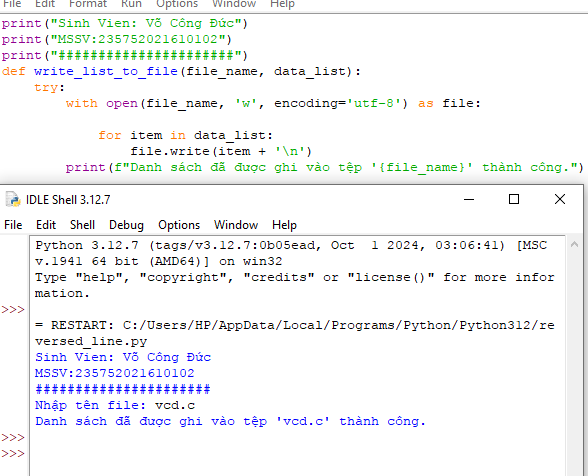 File Edit Format Run Options Window Help
print("Sinh Vien: Võ Công Đức")
print("MSSV:235752021610102")
print("######################")
def write_list_to_file(file_name, data_list):
    try:
        with open(file_name, 'w', encoding='utf-8') as file:
            for item in data_list:
                file.write(item + '\n')
        print(f"Danh sách đã được ghi vào tệp '{file_name}' thành công.")
IDLE Shell 3.12.7
File Edit Shell Debug Options Window Help
Python 3.12.7 (tags/v3.12.7:0b05ead, Oct  1 2024, 03:06:41) [MSC
v.1941 64 bit (AMD64)] on win32
Type "help", "copyright", "credits" or "license()" for more infor
mation.
>>>
= RESTART: C:/Users/HP/AppData/Local/Programs/Python/Python312/re
versed_line.py
Sinh Vien: Võ Công Đức
MSSV:235752021610102
######################
Nhập tên file: vcd.c
Danh sách đã được ghi vào tệp 'vcd.c' thành công.
>>>
>>>